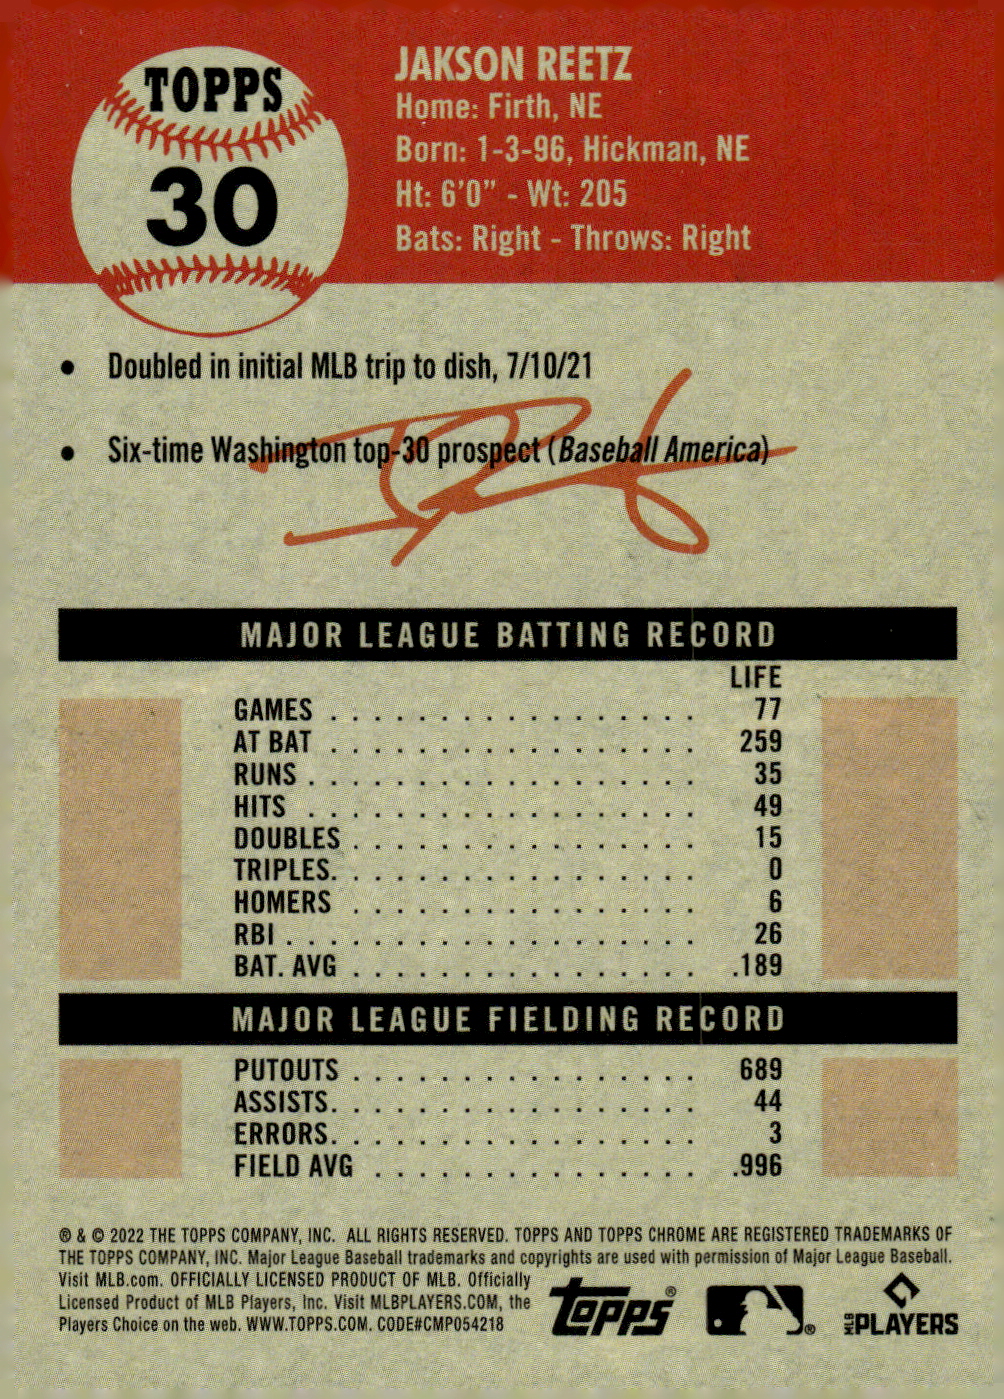 TOPPS
30
JAKSON REETZ
Home: Firth, NE
Born: 1-3-96, Hickman, NE
Ht: 6'0” - Wt: 205
Bats: Right - Throws: Right
• Doubled in initial MLB trip to dish, 7/10/21
• Six-time Washington top-30 prospect (Baseball America)
MAJOR LEAGUE BATTING RECORD
LIFE
GAMES . . . . . . . . . . . . . . . . . 77
AT BAT . . . . . . . . . . . . . . . . . 259
RUNS . . . . . . . . . . . . . . . . . . 35
HITS . . . . . . . . . . . . . . . . . . 49
DOUBLES . . . . . . . . . . . . . . . . 15
TRIPLES. . . . . . . . . . . . . . . . . 0
HOMERS . . . . . . . . . . . . . . . . 6
RBI . . . . . . . . . . . . . . . . . . . 26
BAT. AVG . . . . . . . . . . . . . . . . .189
MAJOR LEAGUE FIELDING RECORD
PUTOUTS . . . . . . . . . . . . . . . . 689
ASSISTS. . . . . . . . . . . . . . . . . 44
ERRORS. . . . . . . . . . . . . . . . . 3
FIELD AVG . . . . . . . . . . . . . . . .996
® & © 2022 THE TOPPS COMPANY, INC. ALL RIGHTS RESERVED. TOPPS AND TOPPS CHROME ARE REGISTERED TRADEMARKS OF
THE TOPPS COMPANY, INC. Major League Baseball trademarks and copyrights are used with permission of Major League Baseball.
Visit MLB.com. OFFICIALLY LICENSED PRODUCT OF MLB. Officially
Licensed Product of MLB Players, Inc. Visit MLBPLAYERS.COM, the
Players Choice on the web. WWW.TOPPS.COM. CODE#CMP054218
Topps®
®
MLB PLAYERS